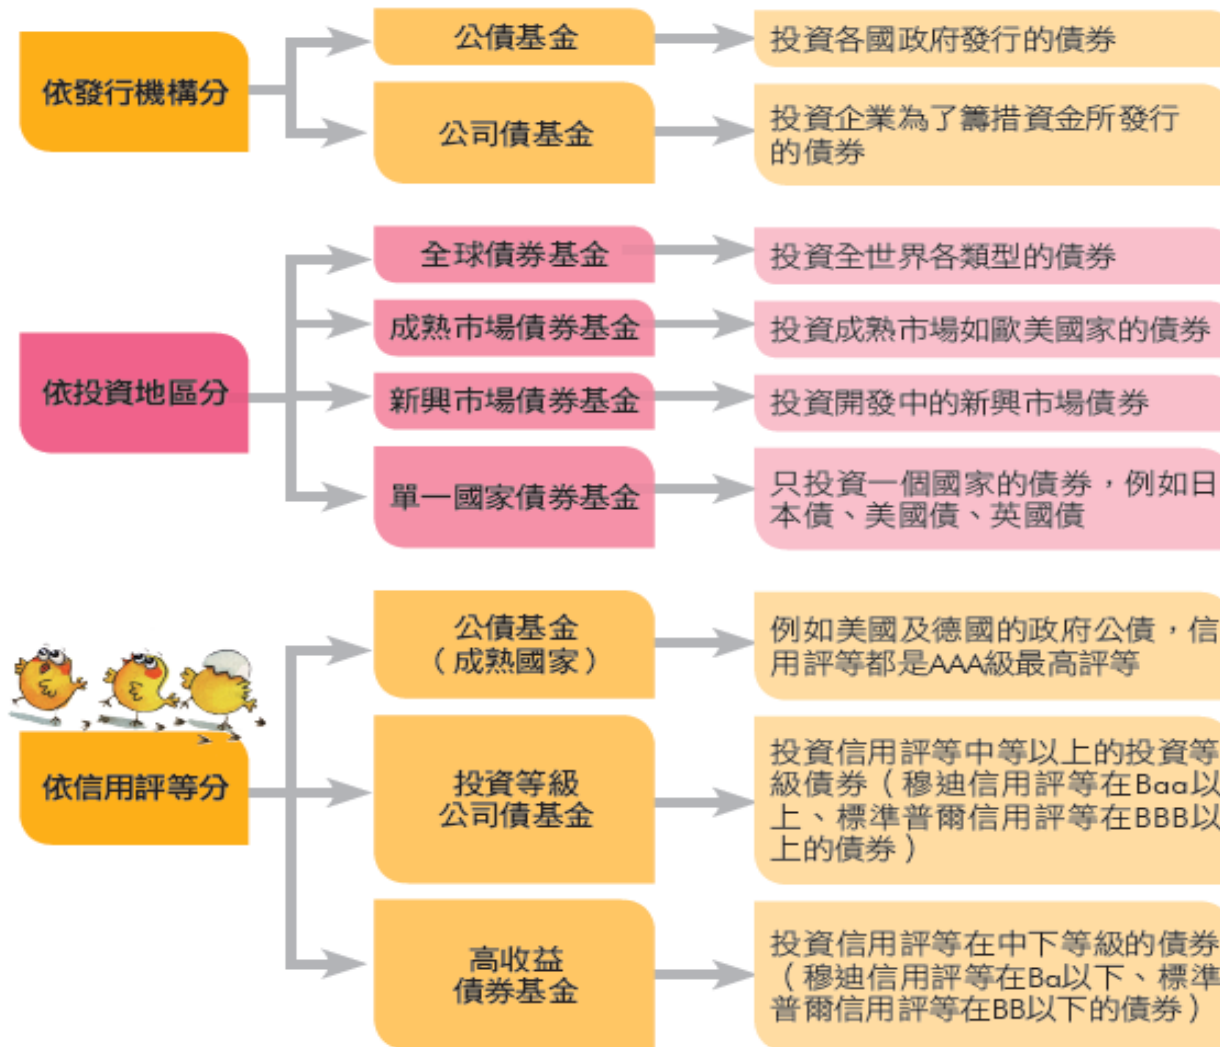 依發行機構分
公債基金
投資各國政府發行的債券
公司債基金
投資企業為了籌措資金所發行
的債券
依投資地區分
全球債券基金
投資全世界各類型的債券
成熟市場債券基金
投資成熟市場如歐美國家的債券
新興市場債券基金
投資開發中的新興市場債券
單一國家債券基金
只投資一個國家的債券，例如日
本債、美國債、英國債
依信用評等分
公債基金
（成熟國家）
例如美國及德國的政府公債，信
用評等都是AAA級最高評等
投資等級
公司債基金
投資信用評等中等以上的投資等
級債券（穆迪信用評等在Baa以
上、標準普爾信用評等在BBB以
上的債券）
高收益
債券基金
投資信用評等在中下等級的債券
（穆迪信用評等在Ba以下、標準
普爾信用評等在BB以下的債券）